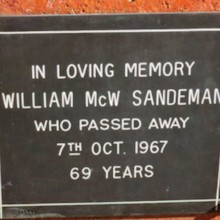 IN LOVING MEMORY
WILLIAM McW SANDEMAN
WHO PASSED AWAY
7TH OCT. 1967
69 YEARS